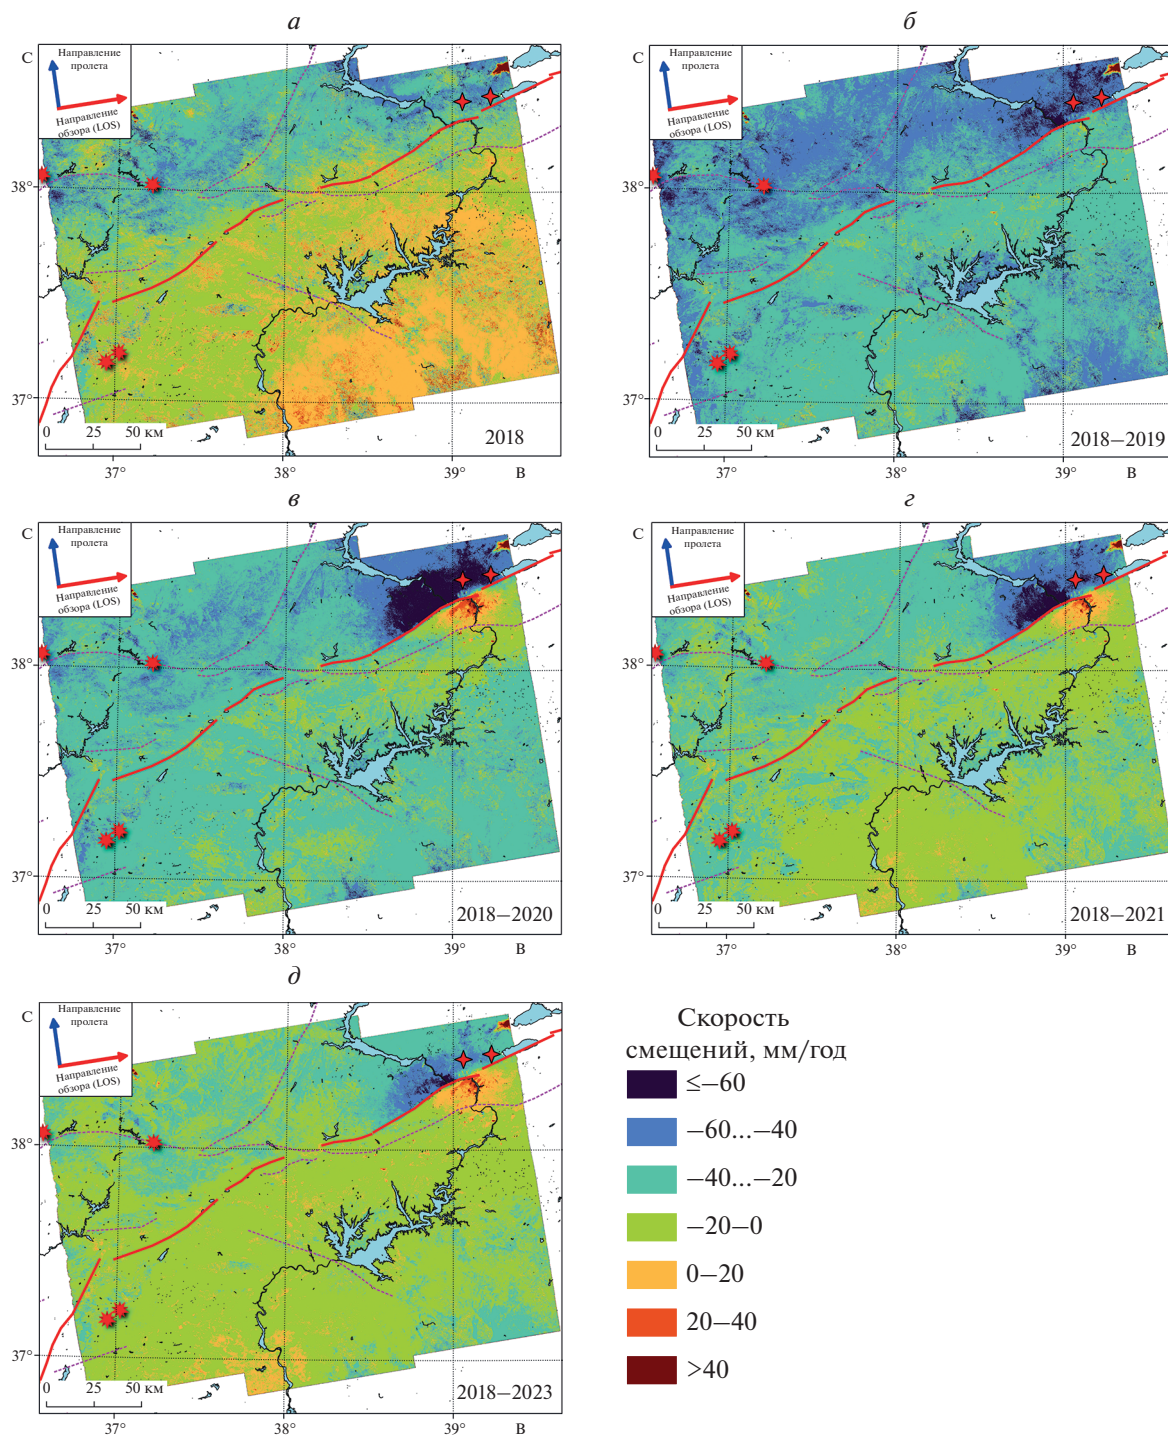 а
С
Направление
пролета
Направление
обзора (LOS)
38°
37°
0 25 50 км
2018
37° 38° 39° В
б
С
Направление
пролета
Направление
обзора (LOS)
38°
37°
0 25 50 км
2018–2019
37° 38° 39° В
в
С
Направление
пролета
Направление
обзора (LOS)
38°
37°
0 25 50 км
2018–2020
37° 38° 39° В
г
С
Направление
пролета
Направление
обзора (LOS)
38°
37°
0 25 50 км
2018–2021
37° 38° 39° В
д
С
Направление
пролета
Направление
обзора (LOS)
38°
37°
0 25 50 км
2018–2023
37° 38° 39° В
Скорость
смещений, мм/год
≤–60
–60...–40
–40...–20
–20–0
0–20
20–40
>40